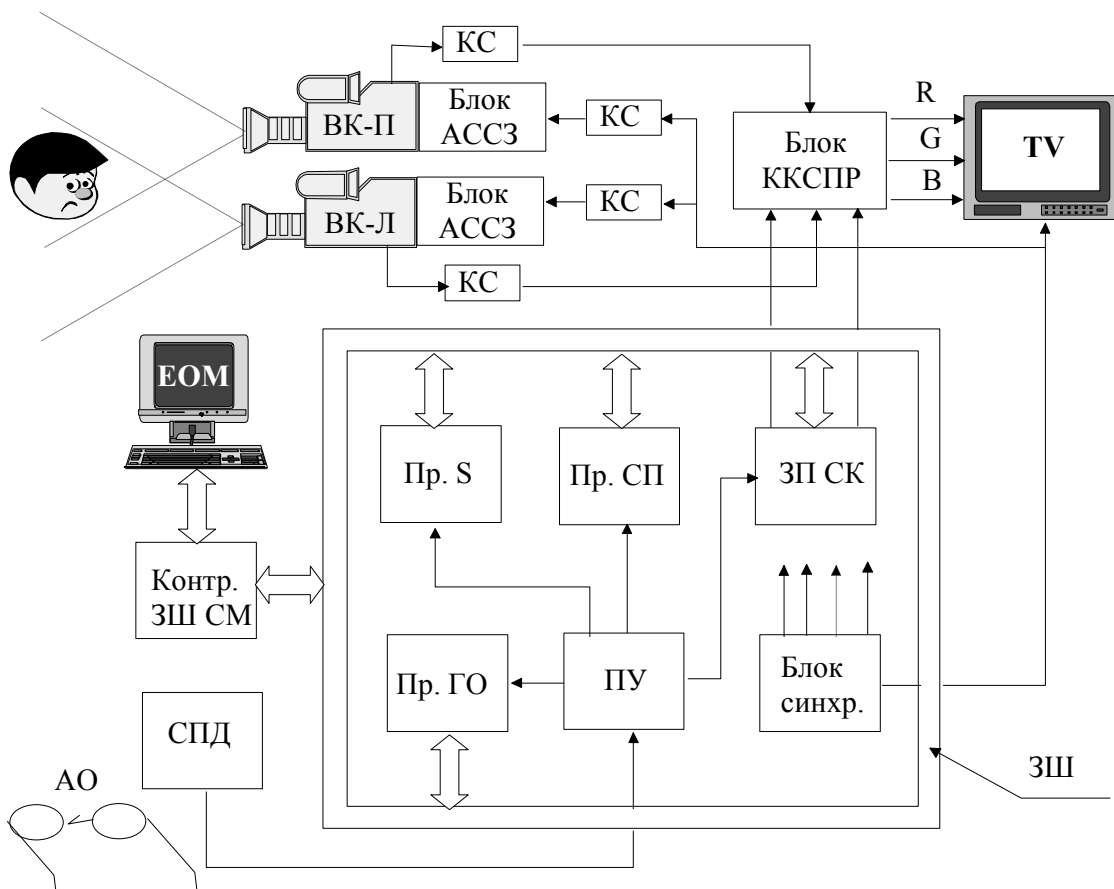 КС
ВК-П
Блок
АССЗ
КС
Блок
ККСПР
R
G
B
TV
ВК-Л
Блок
АССЗ
КС
КС
ЕОМ
Пр. S
Пр. СП
ЗП СК
Контр.
ЗШ СМ
Пр. ГО
ПУ
Блок
синхр.
СПД
ЗШ
АО